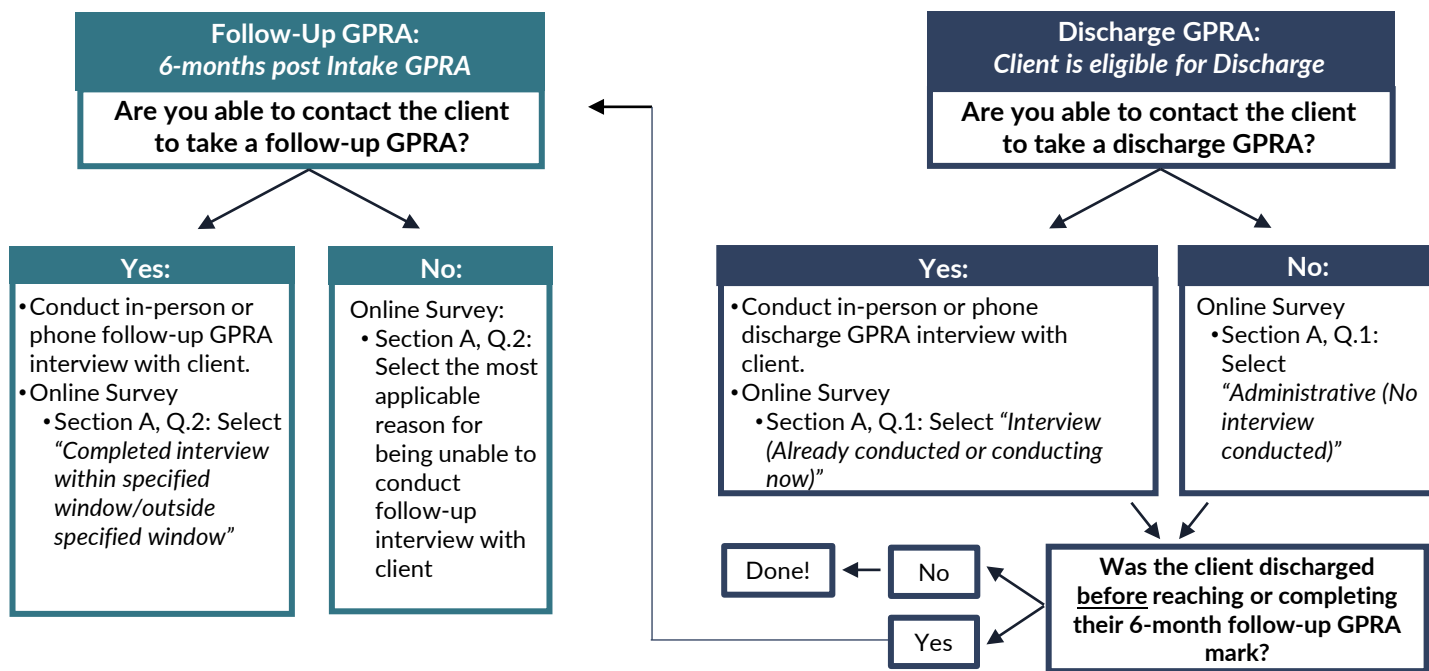 Follow-Up GPRA:
6-months post Intake GPRA
Are you able to contact the client
to take a follow-up GPRA?
Yes:
•Conduct in-person or
phone follow-up GPRA
interview with client.
•Online Survey
•Section A, Q.2: Select
“Completed interview
within specified
window/outside
specified window”
No:
Online Survey:
• Section A, Q.2:
Select the most
applicable
reason for
being unable to
conduct
follow-up
interview with
client
Discharge GPRA:
Client is eligible for Discharge
Are you able to contact the client
to take a discharge GPRA?
Yes:
•Conduct in-person or phone
discharge GPRA interview with
client.
•Online Survey
•Section A, Q.1: Select “Interview
(Already conducted or conducting
now)”
No:
Online Survey
•Section A, Q.1:
Select
“Administrative (No
interview
conducted)”
Was the client discharged
before reaching or completing
their 6-month follow-up GPRA
mark?
No
Done!
Yes